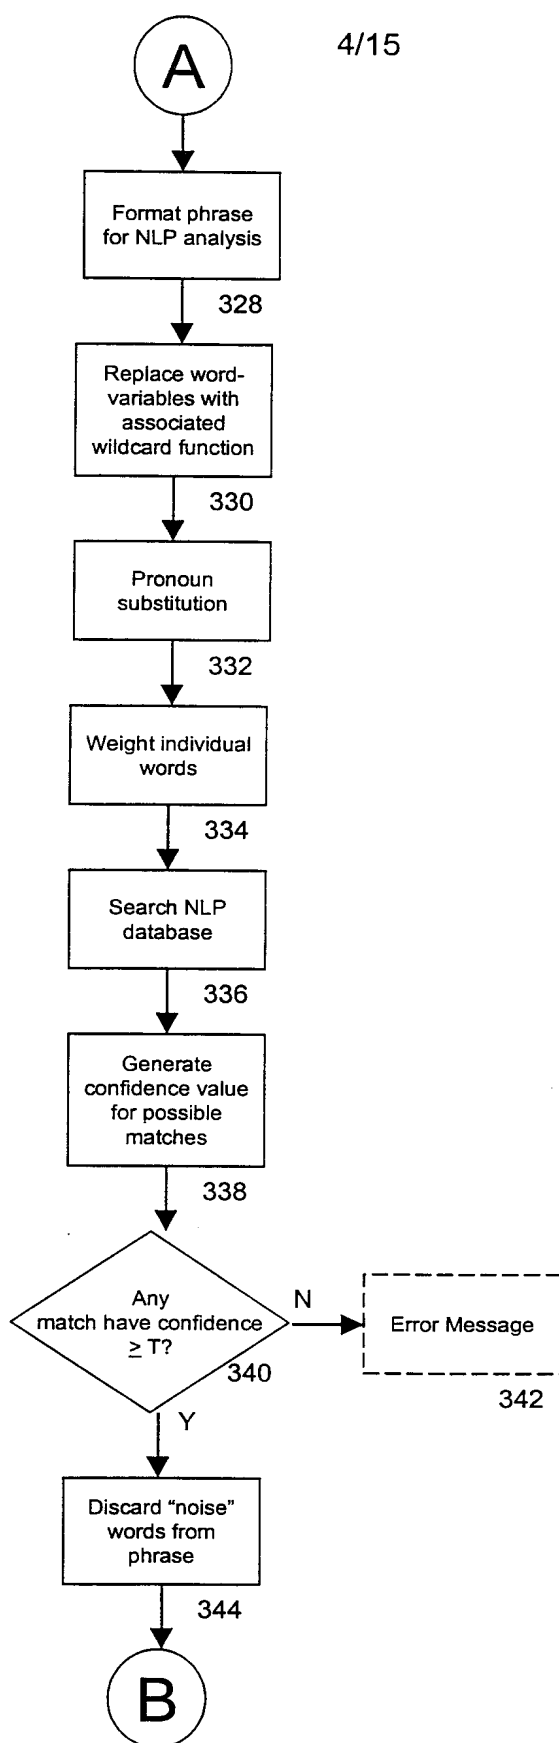 A
4/15
Format phrase
for NLP analysis
328
Replace word-
variables with
associated
wildcard function
330
Pronoun
substitution
332
Weight individual
words
334
Search NLP
database
336
Generate
confidence value
for possible
matches
338
Any
match have confidence
≥ T?
340
N
Error Message
342
Y
Discard “noise”
words from
phrase
344
B